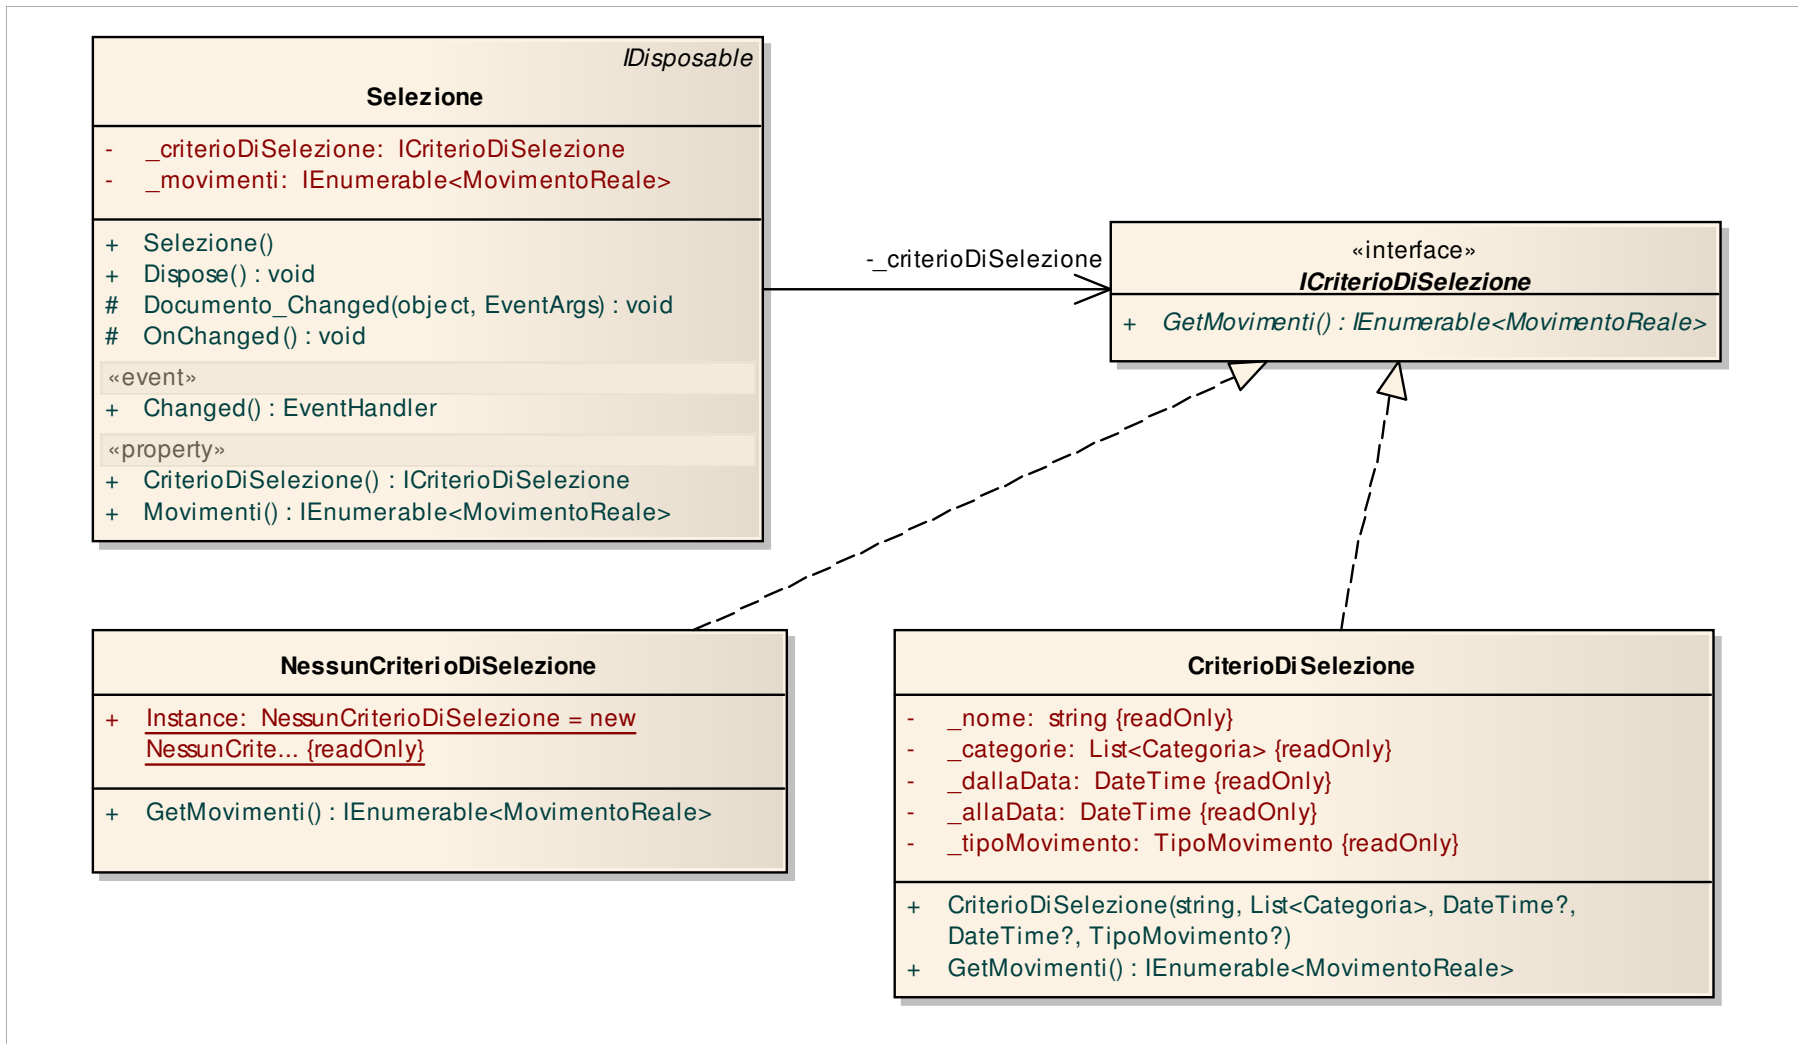 IDisposable
Selezione
- _criterioDiSelezione: ICriterioDiSelezione
- _movimenti: IEnumerable<MovimentoReale>
+ Selezione()
+ Dispose() : void
# Documento_Changed(object, EventArgs) : void
# OnChanged() : void
«event»
+ Changed() : EventHandler
«property»
+ CriterioDiSelezione() : ICriterioDiSelezione
+ Movimenti() : IEnumerable<MovimentoReale>
-_criterioDiSelezione
«interface»
ICriterioDiSelezione
+ GetMovimenti() : IEnumerable<MovimentoReale>
NessunCriterioDiSelezione
+ Instance: NessunCriterioDiSelezione = new
NessunCrite... {readOnly}
+ GetMovimenti() : IEnumerable<MovimentoReale>
CriterioDiSelezione
- _nome: string {readOnly}
- _categorie: List<Categoria> {readOnly}
- _dallaData: DateTime {readOnly}
- _allaData: DateTime {readOnly}
- _tipoMovimento: TipoMovimento {readOnly}
+ CriterioDiSelezione(string, List<Categoria>, DateTime?,
DateTime?, TipoMovimento?)
+ GetMovimenti() : IEnumerable<MovimentoReale>